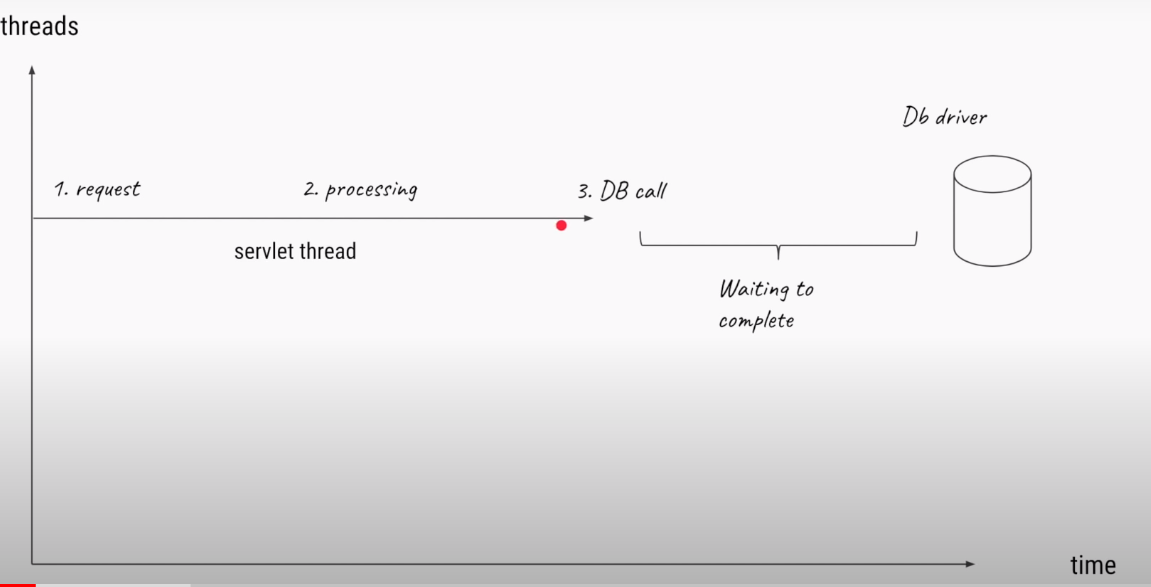 threads
Db driver
1. request
2. processing
3. DB call
servlet thread
Waiting to
complete
time